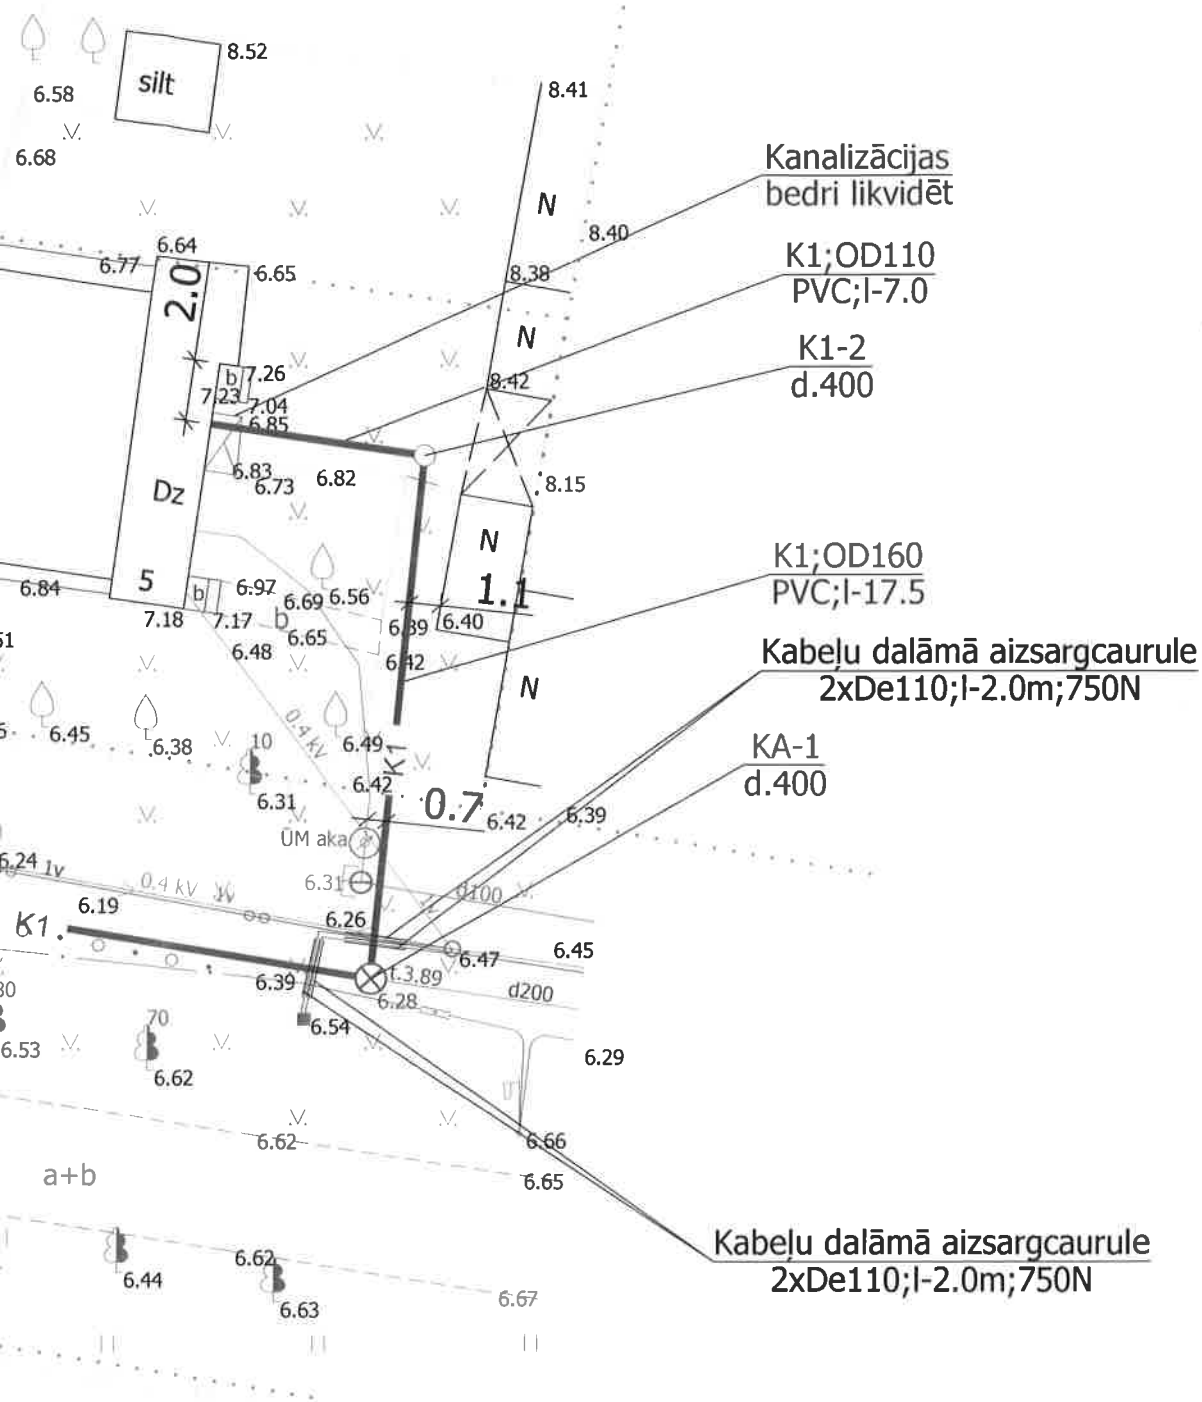 8.52
silt
6.58
8.41
6.68
Kanalizācijas
bedri likvidēt
N
8.40
6.64
6.77
6.65
8.38
K1;OD110
PVC;l-7.0
2.0
N
K1-2
d.400
b
7.26
8.42
7.23
7.04
6.85
6.83
6.73
6.82
8.15
Dz
N
K1;OD160
PVC;l-17.5
5
6.84
b
6.97
6.69
6.56
1.1
7.18
7.17
b
6.65
6.39
6.40
51
6.48
6.42
Kabeļu dalāmā aizsargcaurule
2xDe110;l-2.0m;750N
N
6.45
6.38
0.4 kV
6.49
K1
10
KA-1
d.400
6.31
6.42
0.7
6.42
6.39
ŪM aka
6.24
1v
0.4 kV
6.31
d100
6.19
K1
6.26
6.47
6.45
6.39
t.3.89
6.28
d200
30
6.54
6.53
70
6.62
6.29
6.62
6.66
a+b
6.65
Kabeļu dalāmā aizsargcaurule
2xDe110;l-2.0m;750N
6.44
6.62
6.63
6.67